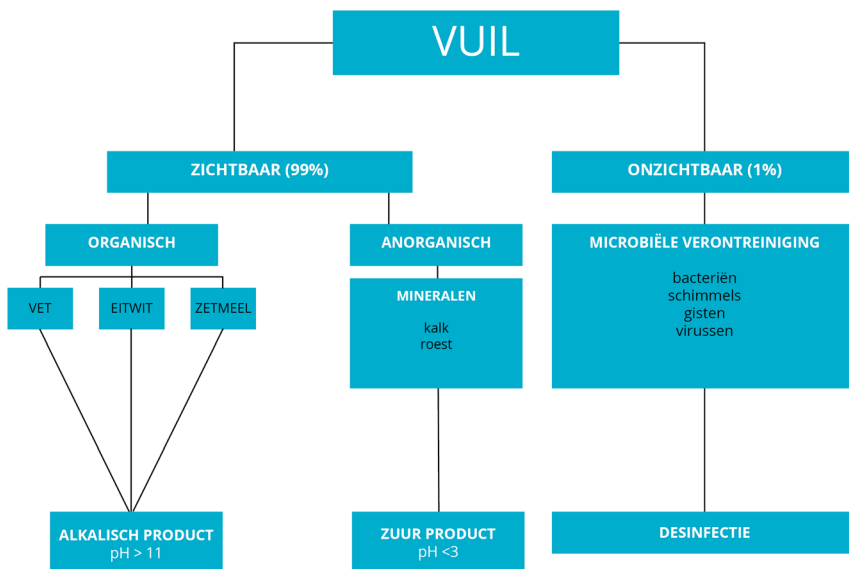 VUIL
ZICHTBAAR (99%)
ONZICHTBAAR (1%)
ORGANISCH
ANORGANISCH
MICROBIËLE VERONTREINIGING
bacteriën
schimmels
gisten
virussen
MINERALEN
kalk
roest
VET
EITWIT
ZETMEEL
ALKALISCH PRODUCT
pH > 11
ZUUR PRODUCT
pH <3
DESINFECTIE